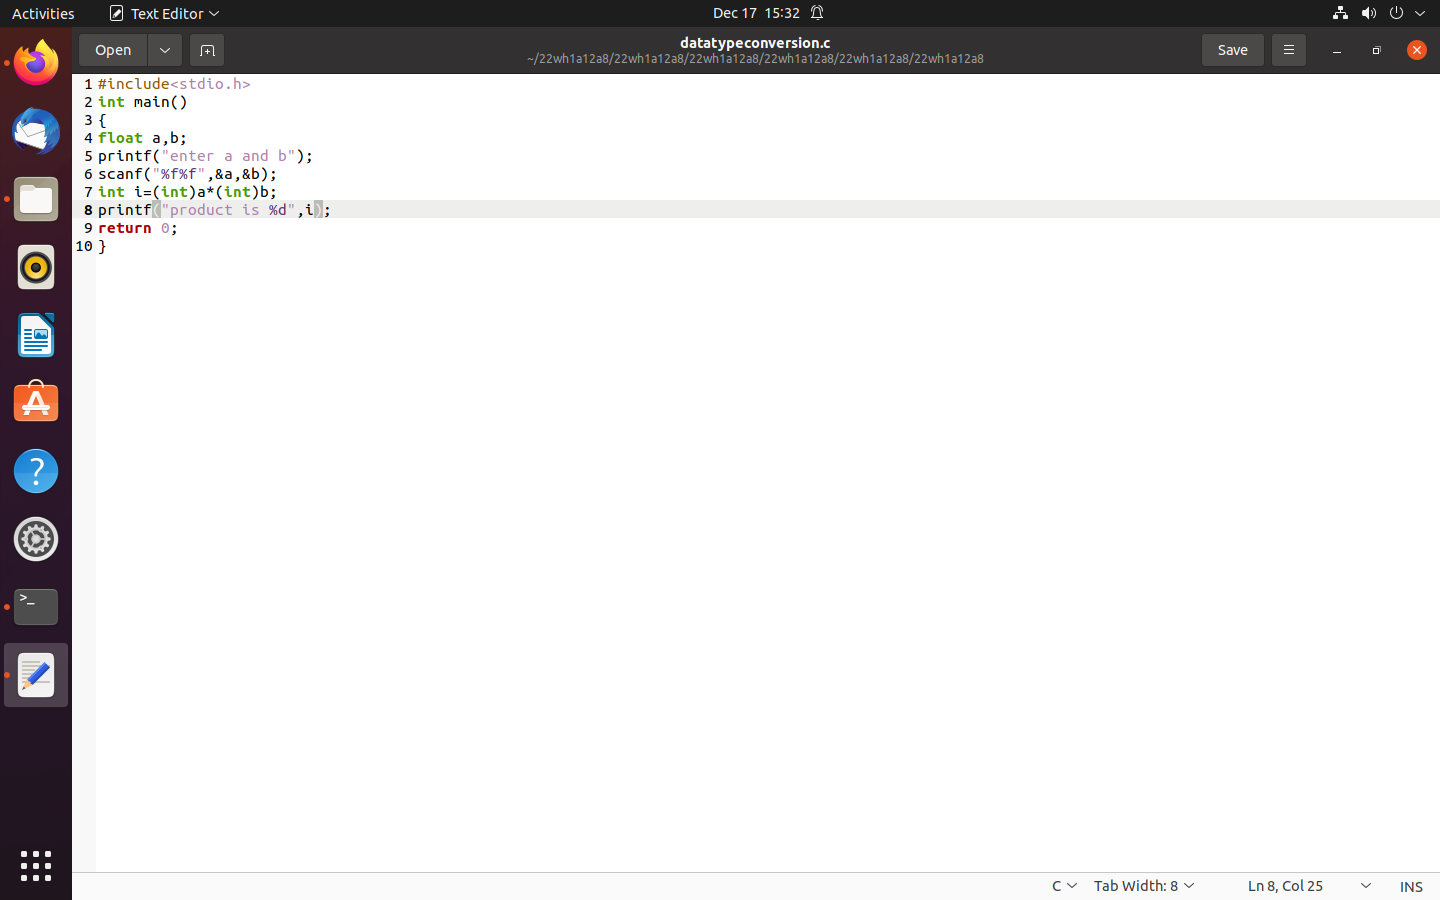 Activities Text Editor Dec 17 15:32
Open datatypeconversion.c Save
~/22wh1a12a8/22wh1a12a8/22wh1a12a8/22wh1a12a8/22wh1a12a8/22wh1a12a8
1 #include<stdio.h>
2 int main()
3 {
4 float a,b;
5 printf("enter a and b");
6 scanf("%f%f",&a,&b);
7 int i=(int)a*(int)b;
8 printf("product is %d",i);
9 return 0;
10 }
C Tab Width: 8 Ln 8, Col 25 INS